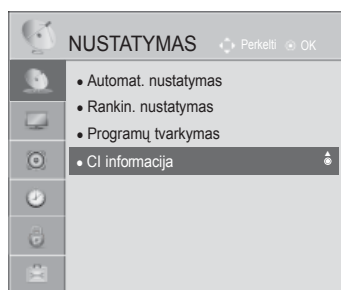 NUSTATYMAS Perkelti OK
• Automat. nustatymas
• Rankin. nustatymas
• Programų tvarkymas
• CI informacija